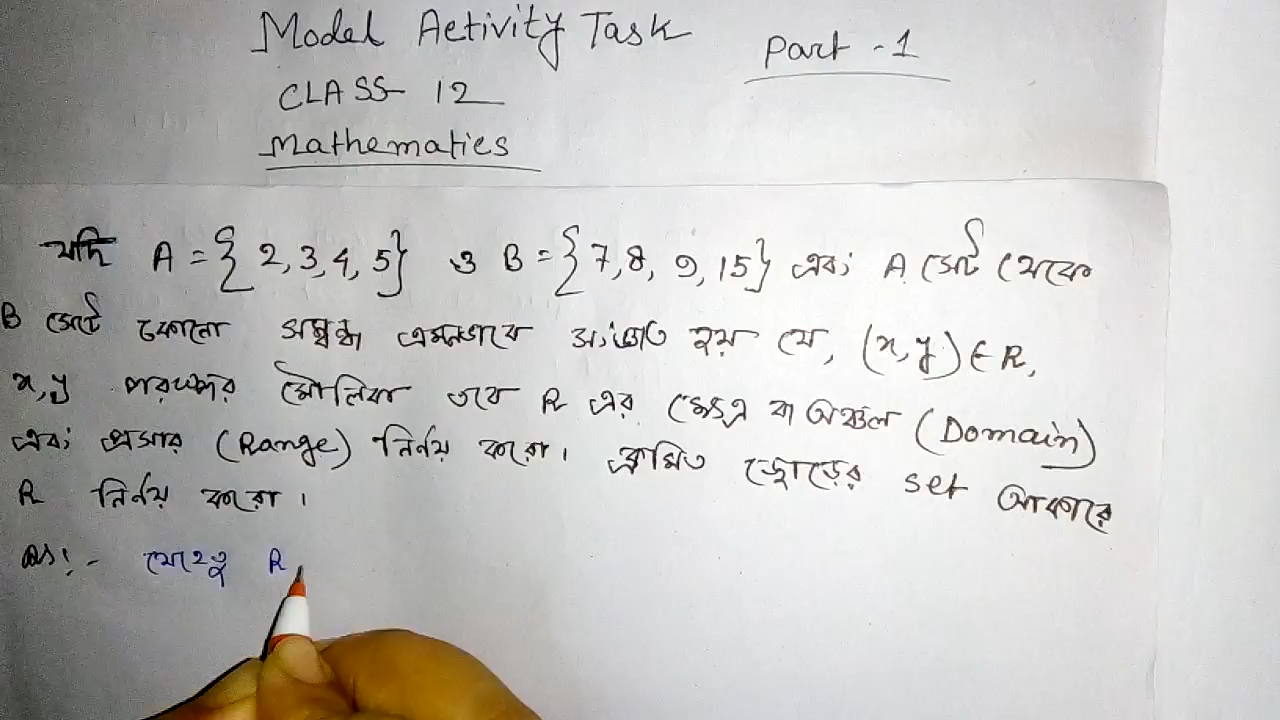 Model Activity Task Part - 1
CLASS 12
Mathematics
যদি A = { 2, 3, 4, 5} ও B = {7, 8, 9, 15} এবং A সেট থেকে
B সেটে কোনো সম্বন্ধ এমনভাবে সংজ্ঞাত হয় যে, (x, y) ∈ R,
x, y পরস্পর মৌলিক তবে R এর ক্ষেত্র বা অঞ্চল (Domain)
এবং প্রসার (Range) নির্ণয় করো। ক্রমিত জোড়ের set আকারে
R নির্ণয় করো।
Ans:- যেহেতু R